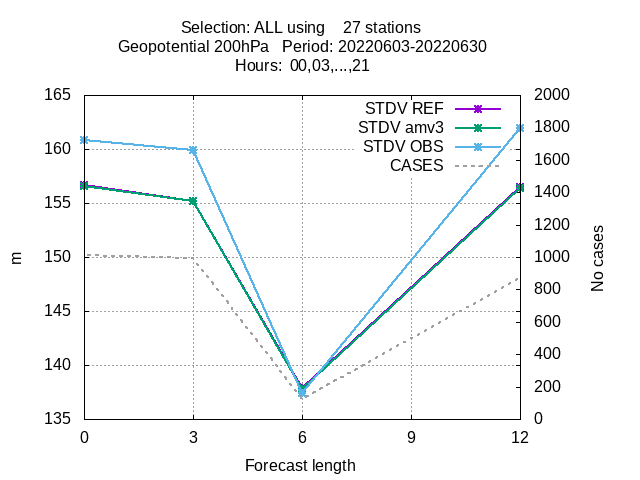 Selection: ALL using    27 stations
Geopotential 200hPa   Period: 20220603-20220630
Hours:  00,03,...,21
165
160
155
150
145
140
135
m
2000
1800
1600
1400
1200
1000
800
600
400
200
0
No cases
STDV REF
STDV amv3
STDV OBS
CASES
0 3 6 9 12
Forecast length